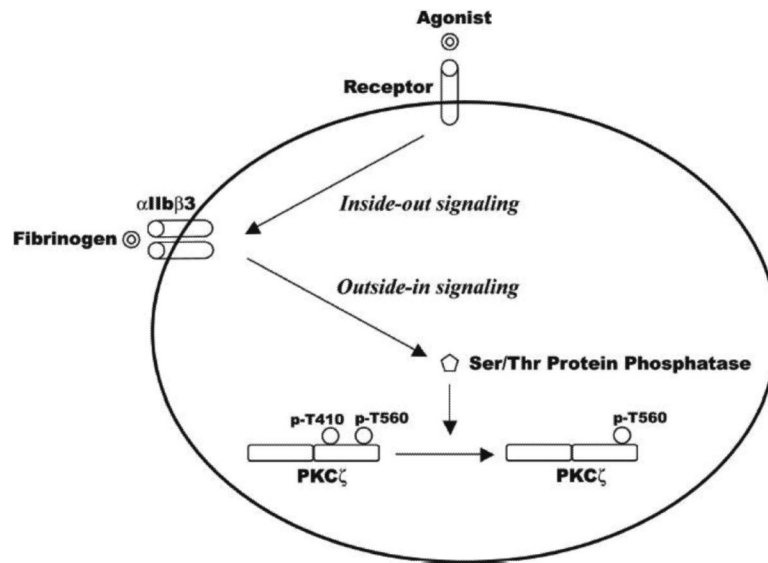 Agonist
Receptor
αIIbβ3
Inside-out signaling
Fibrinogen
Outside-in signaling
Ser/Thr Protein Phosphatase
p-T410
p-T560
p-T560
PKCζ
PKCζ